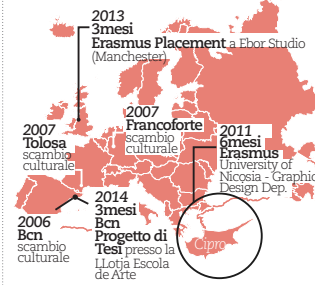 2013
3mesi
Erasmus Placement a Ebor Studio
(Manchester)
2007
Tolosa
scambio
culturale
2007
Francoforte
scambio
culturale
2011
6mesi
Erasmus
University of
Nicosia - Graphic
Design Dep.
2006
Bcn
scambio
culturale
2014
3mesi
Bcn
Progetto di
Tesi presso la
LLotja Escola
de Arte
Cipro